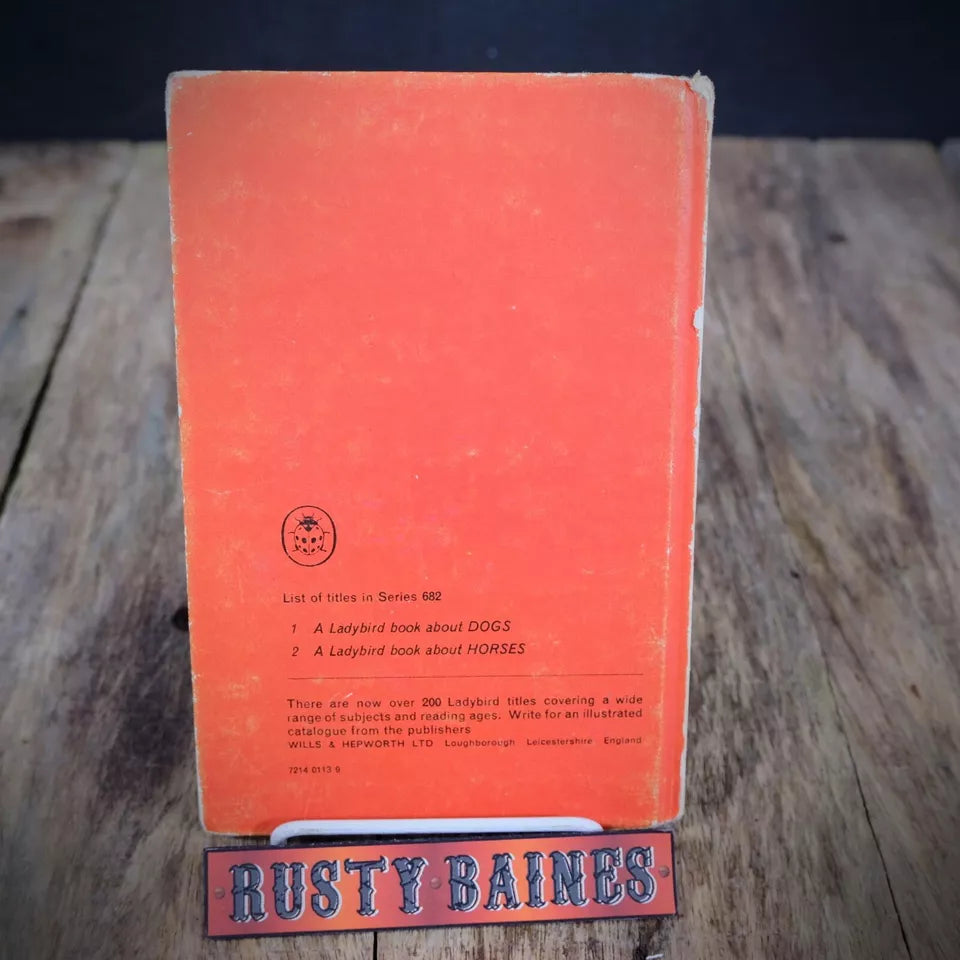 List of titles in Series 682
1 A Ladybird book about DOGS
2 A Ladybird book about HORSES
There are now over 200 Ladybird titles covering a wide
range of subjects and reading ages. Write for an illustrated
catalogue from the publishers
WILLS & HEPWORTH LTD Loughborough Leicestershire England
7214 0113 9
RUSTY BAINES